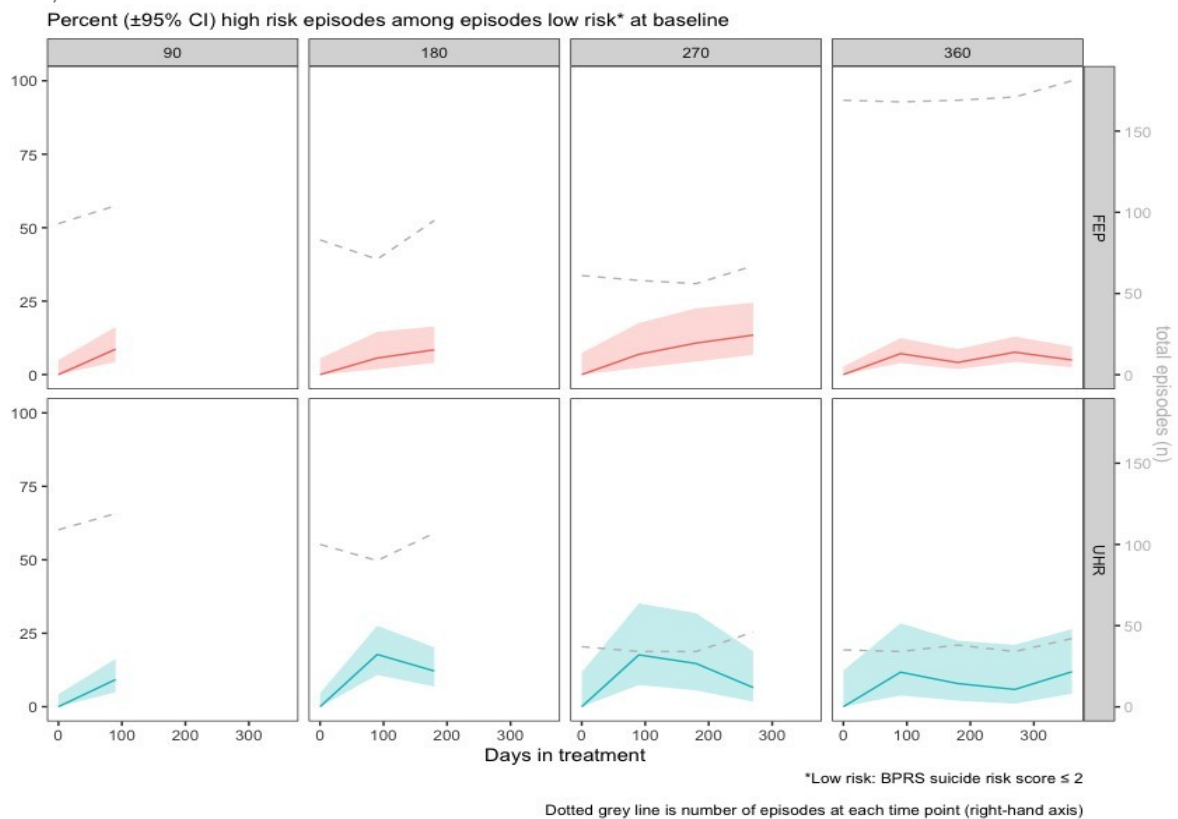 Percent (±95% CI) high risk episodes among episodes low risk* at baseline
90 180 270 360
100
75
50
25
0
FEP
150
100
50
0
100
75
50
25
0
UHR
150
100
50
0
total episodes (n)
0 100 200 300 0 100 200 300 0 100 200 300 0 100 200 300
Days in treatment
*Low risk: BPRS suicide risk score ≤ 2
Dotted grey line is number of episodes at each time point (right-hand axis)